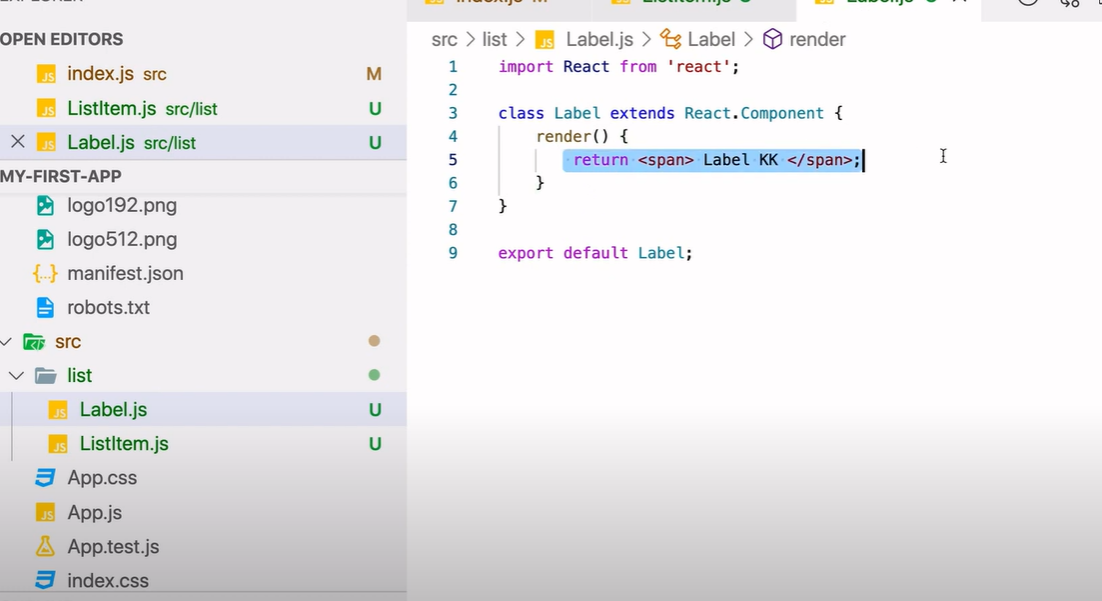 OPEN EDITORS
index.js src M
ListItem.js src/list U
Label.js src/list U
MY-FIRST-APP
logo192.png
logo512.png
manifest.json
robots.txt
src
list
Label.js U
ListItem.js U
App.css
App.js
App.test.js
index.css
src > list > JS Label.js > Label > render
1 import React from 'react';
2
3 class Label extends React.Component {
4 render() {
5 return <span> Label KK </span>;
6 }
7 }
8
9 export default Label;